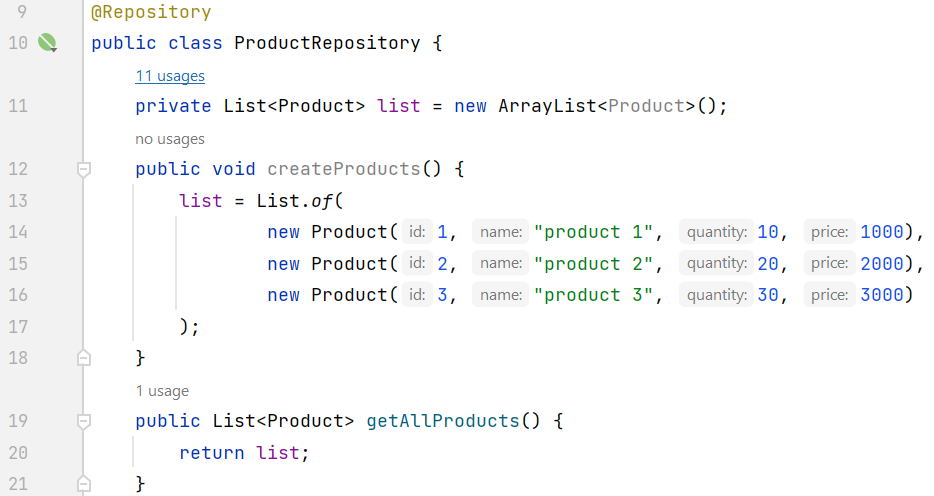 9 @Repository
10 public class ProductRepository {
11 usages
11 private List<Product> list = new ArrayList<Product>();
no usages
12 public void createProducts() {
13 list = List.of(
14 new Product( id: 1, name: "product 1", quantity: 10, price: 1000),
15 new Product( id: 2, name: "product 2", quantity: 20, price: 2000),
16 new Product( id: 3, name: "product 3", quantity: 30, price: 3000)
17 );
18 }
1 usage
19 public List<Product> getAllProducts() {
20 return list;
21 }